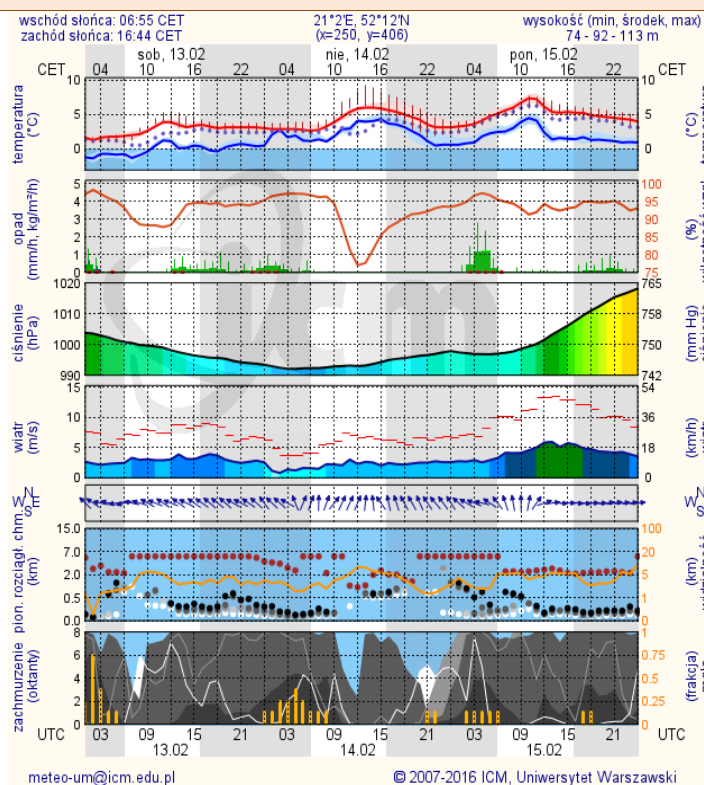 wschód słońca: 06:55 CET
zachód słońca: 16:44 CET
21°2'E, 52°12'N
(x=250, y=406)
wysokość (min, środek, max)
74 - 92 - 113 m
sob, 13.02 nie, 14.02 pon, 15.02
CET 04 10 16 22 04 10 16 22 04 10 16 22 CET
temperatura
(°C)
10
5
0
10
5
0
(°C)
opad
(mm/h, kg/m²/h)
5
4
3
2
1
0
100
95
90
85
80
75
(%)
ciśnienie
(hPa)
1020
1010
1000
990
765
758
750
742
(mm Hg)
wiatr
(m/s)
15
10
5
0
54
36
18
0
(km/h)
N
W E
S
N
W
S
pion. rozciągł. chm.
(km)
15.0
7.0
2.0
0.5
0.0
100
20
5
1
0
(km)
zachmurzenie
(oktanty)
8
6
4
2
0
1
0.75
0.5
0.25
0
(frakcja)
UTC 03 09 15 21 03 09 15 21 03 09 15 21 UTC
13.02 14.02 15.02
meteo-um@icm.edu.pl
© 2007-2016 ICM, Uniwersytet Warszawski